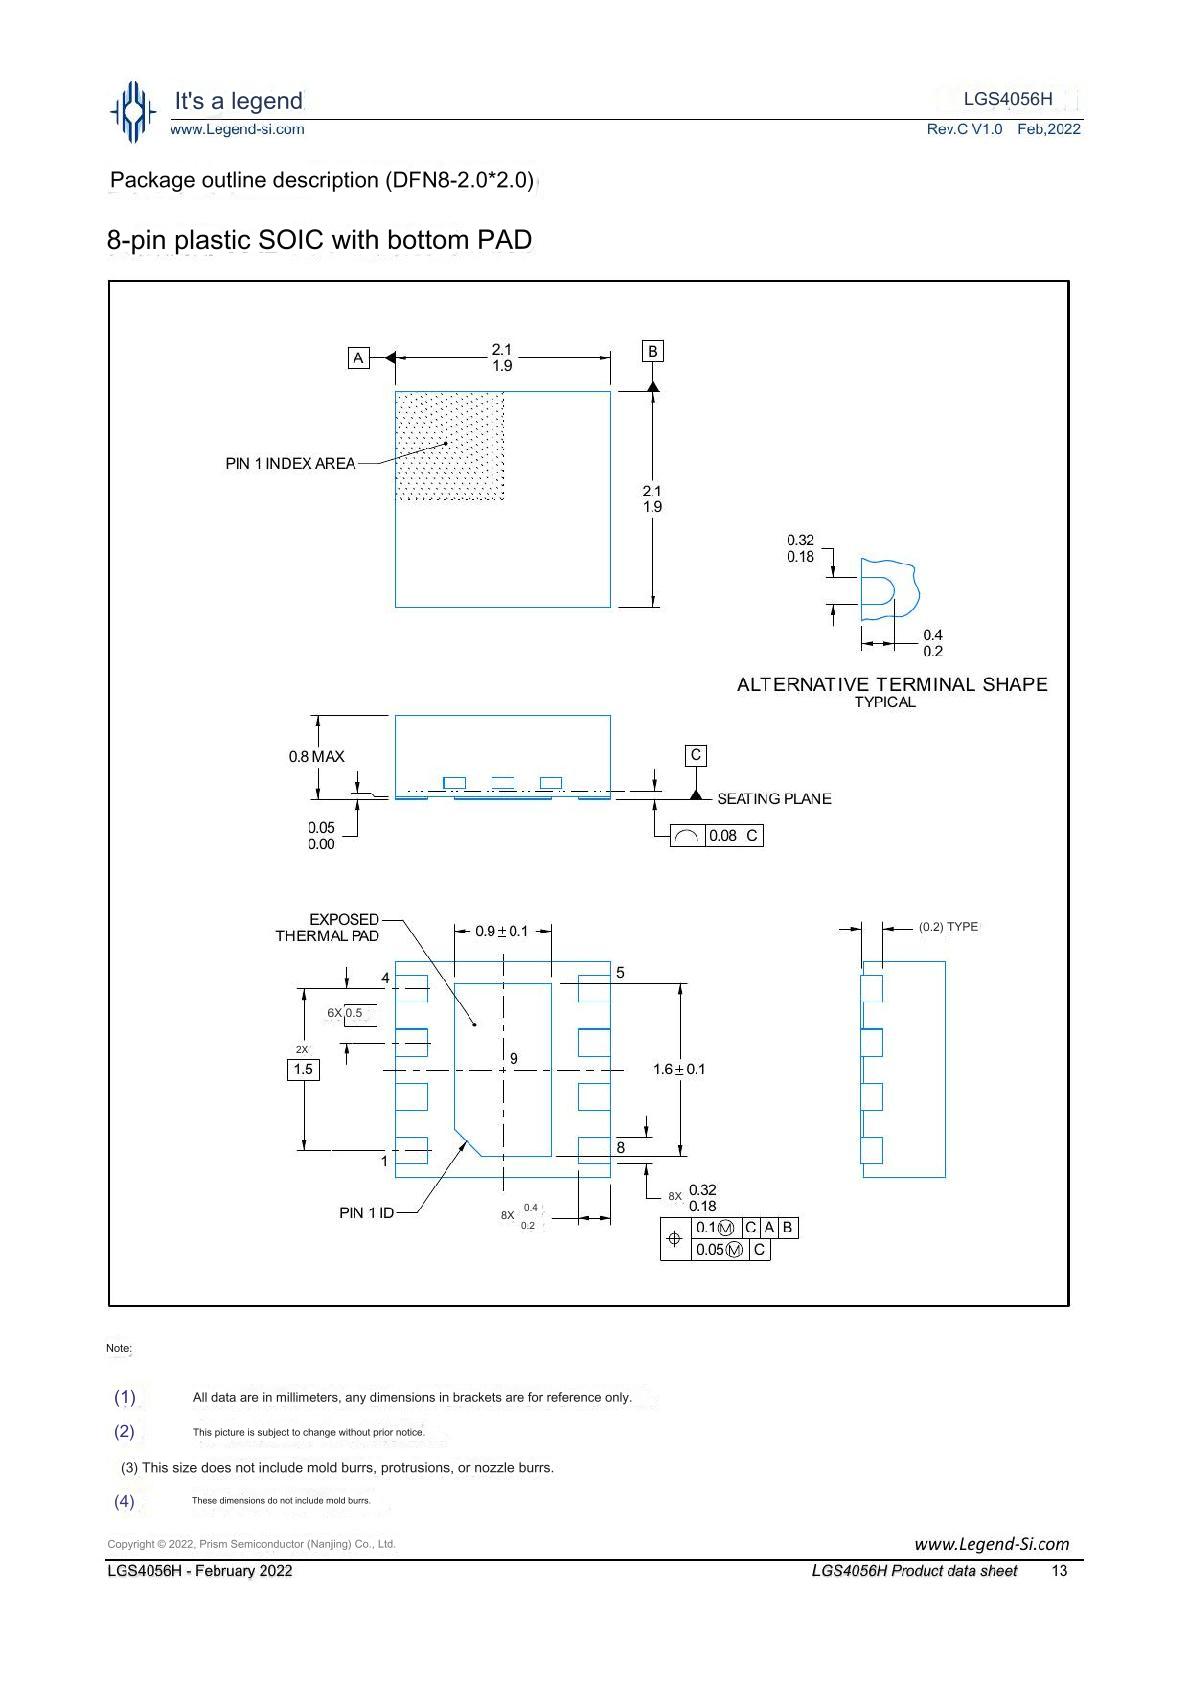 It's a legend
LGS4056H
www.Legend-si.com
Rev.C V1.0 Feb,2022
Package outline description (DFN8-2.0*2.0)
8-pin plastic SOIC with bottom PAD
A
2.1
1.9
B
PIN 1 INDEX AREA
2.1
1.9
0.32
0.18
0.4
0.2
ALTERNATIVE TERMINAL SHAPE
TYPICAL
0.8 MAX
C
SEATING PLANE
0.05
0.00
0.08 C
EXPOSED
THERMAL PAD
0.9 ± 0.1
(0.2) TYPE
4
5
6X 0.5
2X
1.5
9
1.6 ± 0.1
1
8
PIN 1 ID
8X 0.4
0.2
8X 0.32
0.18
0.1 Ⓜ C A B
0.05 Ⓜ C
Note:
(1) All data are in millimeters, any dimensions in brackets are for reference only.
(2) This picture is subject to change without prior notice.
(3) This size does not include mold burrs, protrusions, or nozzle burrs.
(4) These dimensions do not include mold burrs.
Copyright © 2022, Prism Semiconductor (Nanjing) Co., Ltd.
www.Legend-Si.com
LGS4056H - February 2022
LGS4056H Product data sheet 13